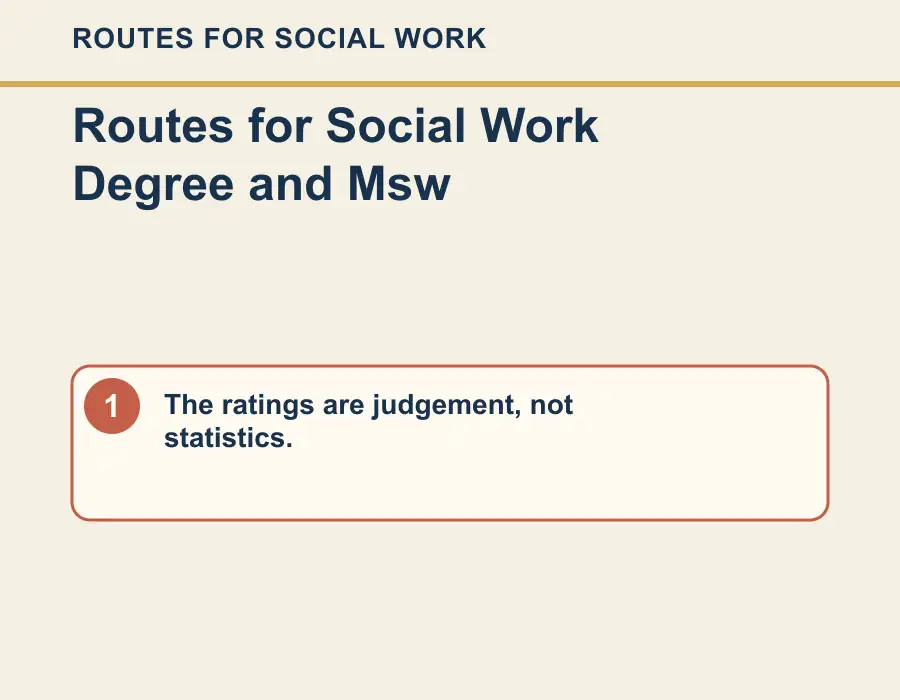 ROUTES FOR SOCIAL WORK
Routes for Social Work
Degree and Msw
1
The ratings are judgement, not
statistics.